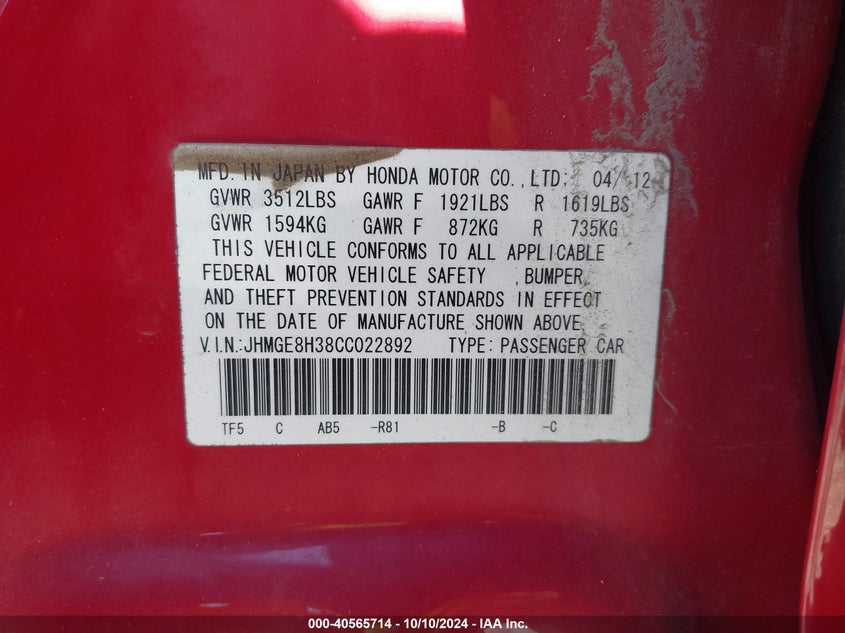 MFD. IN JAPAN BY HONDA MOTOR CO., LTD; 04/12
GVWR 3512LBS GAWR F 1921LBS R 1619LBS
GVWR 1594KG GAWR F 872KG R 735KG
THIS VEHICLE CONFORMS TO ALL APPLICABLE
FEDERAL MOTOR VEHICLE SAFETY , BUMPER,
AND THEFT PREVENTION STANDARDS IN EFFECT
ON THE DATE OF MANUFACTURE SHOWN ABOVE.
V.I.N.:JHMGE8H38CC022892 TYPE: PASSENGER CAR
TF5 C AB5 -R81 -B -C
000-40565714 - 10/10/2024 - IAA Inc.